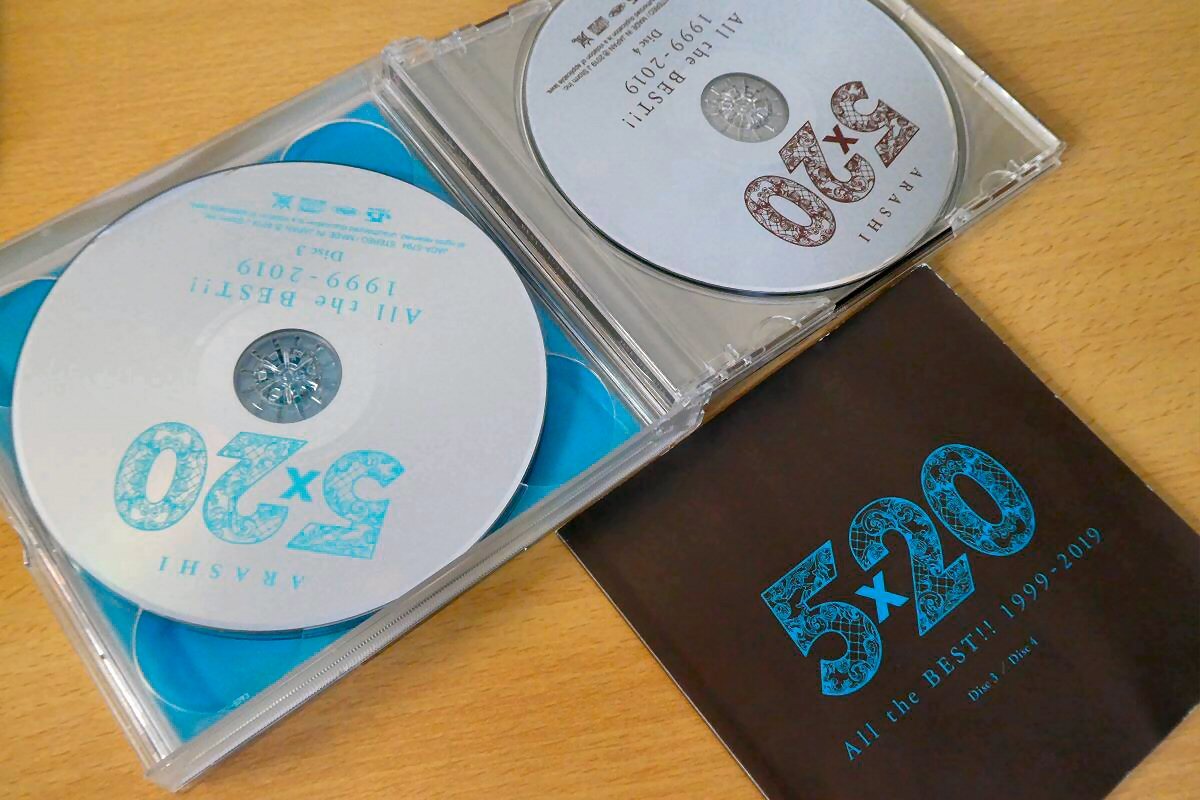 ARASHI
5x20
All the BEST!!
1999-2019
Disc 3
ARASHI
5x20
All the BEST!!
1999-2019
Disc 4
5x20
All the BEST!! 1999-2019
Disc 3 / Disc 4